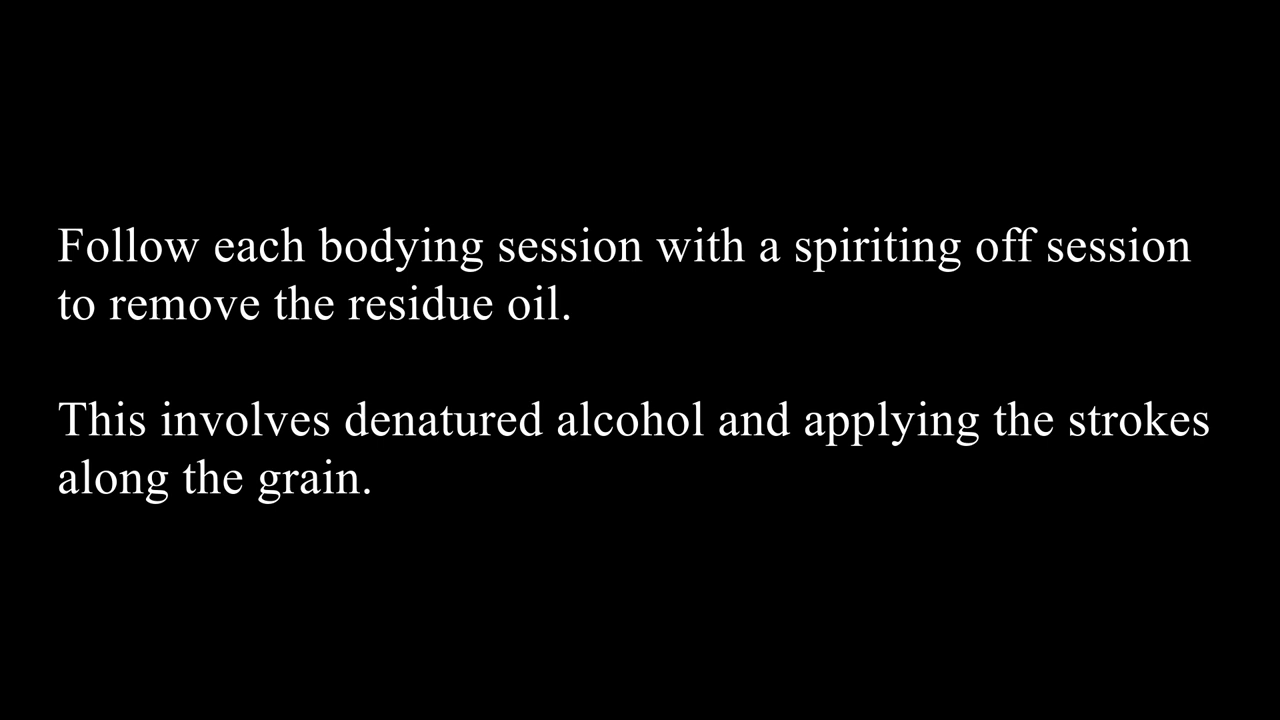 Follow each bodying session with a spiriting off session
to remove the residue oil.
This involves denatured alcohol and applying the strokes
along the grain.